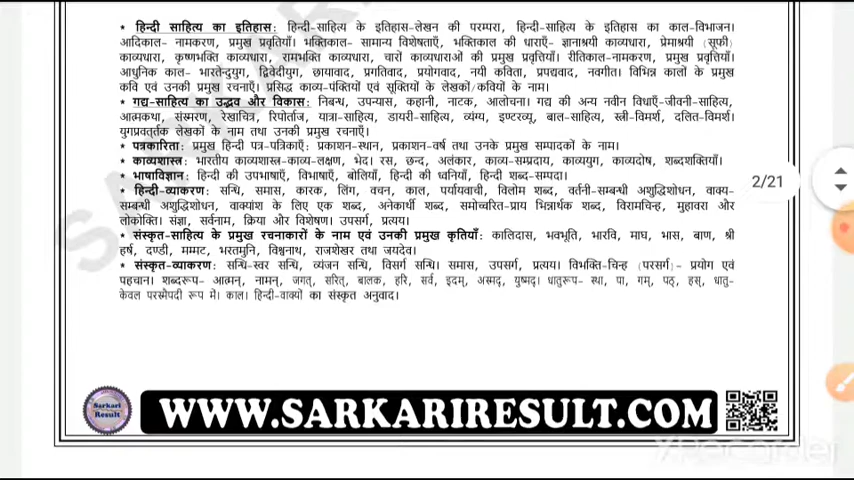 * हिन्दी साहित्य का इतिहास: हिन्दी-साहित्य के इतिहास-लेखन की परम्परा, हिन्दी-साहित्य के इतिहास का काल-विभाजन।
आदिकाल- नामकरण, प्रमुख प्रवृतियाँ। भक्तिकाल- सामान्य विशेषताएँ, भक्तिकाल की धाराएँ- ज्ञानाश्रयी काव्यधारा, प्रेमाश्रयी (सूफी)
काव्यधारा, कृष्णभक्ति काव्यधारा, रामभक्ति काव्यधारा, चारों काव्यधाराओं की प्रमुख प्रवृत्तियाँ। रीतिकाल-नामकरण, प्रमुख प्रवृत्तियाँ।
आधुनिक काल- भारतेन्दुयुग, द्विवेदीयुग, छायावाद, प्रगतिवाद, प्रयोगवाद, नयी कविता, प्रपद्यवाद, नवगीत। विभिन्न कालों के प्रमुख
कवि एवं उनकी प्रमुख रचनाएँ। प्रसिद्ध काव्य-पंक्तियों एवं सूक्तियों के लेखकों/कवियों के नाम।
* गद्य-साहित्य का उद्भव और विकास: निबन्ध, उपन्यास, कहानी, नाटक, आलोचना। गद्य की अन्य नवीन विधाएँ-जीवनी-साहित्य,
आत्मकथा, संस्मरण, रेखाचित्र, रिपोर्ताज, यात्रा-साहित्य, डायरी-साहित्य, व्यंग्य, इण्टरव्यू, बाल-साहित्य, स्त्री-विमर्श, दलित-विमर्श।
युगप्रवर्त्तक लेखकों के नाम तथा उनकी प्रमुख रचनाएँ।
* पत्रकारिता: प्रमुख हिन्दी पत्र-पत्रिकाएँ: प्रकाशन-स्थान, प्रकाशन-वर्ष तथा उनके प्रमुख सम्पादकों के नाम।
* काव्यशास्त्र: भारतीय काव्यशास्त्र-काव्य-लक्षण, भेद। रस, छन्द, अलंकार, काव्य-सम्प्रदाय, काव्यगुण, काव्यदोष, शब्दशक्तियाँ।
* भाषाविज्ञान: हिन्दी की उपभाषाएँ, विभाषाएँ, बोलियाँ, हिन्दी की ध्वनियाँ, हिन्दी शब्द-सम्पदा।
* हिन्दी-व्याकरण: सन्धि, समास, कारक, लिंग, वचन, काल, पर्यायवाची, विलोम शब्द, वर्तनी-सम्बन्धी अशुद्धिशोधन, वाक्य-
सम्बन्धी अशुद्धिशोधन, वाक्यांश के लिए एक शब्द, अनेकार्थी शब्द, समोच्चरित-प्राय भिन्नार्थक शब्द, विरामचिन्ह, मुहावरा और
लोकोक्ति। संज्ञा, सर्वनाम, क्रिया और विशेषण। उपसर्ग, प्रत्यय।
* संस्कृत-साहित्य के प्रमुख रचनाकारों के नाम एवं उनकी प्रमुख कृतियाँ: कालिदास, भवभूति, भारवि, माघ, भास, बाण, श्री
हर्ष, दण्डी, मम्मट, भरतमुनि, विश्वनाथ, राजशेखर तथा जयदेव।
* संस्कृत-व्याकरण: सन्धि-स्वर सन्धि, व्यंजन सन्धि, विसर्ग सन्धि। समास, उपसर्ग, प्रत्यय। विभक्ति-चिन्ह (परसर्ग)- प्रयोग एवं
पहचान। शब्दरूप- आत्मन्, नामन्, जगत्, सरित्, बालक, हरि, सर्व, इदम्, अस्मद्, युष्मद्। धातुरूप- स्था, पा, गम्, पठ्, हस्, धातु-
केवल परस्मैपदी रूप में। काल। हिन्दी-वाक्यों का संस्कृत अनुवाद।
2/21
Sarkari
Result
WWW.SARKARIRESULT.COM
XRecorder